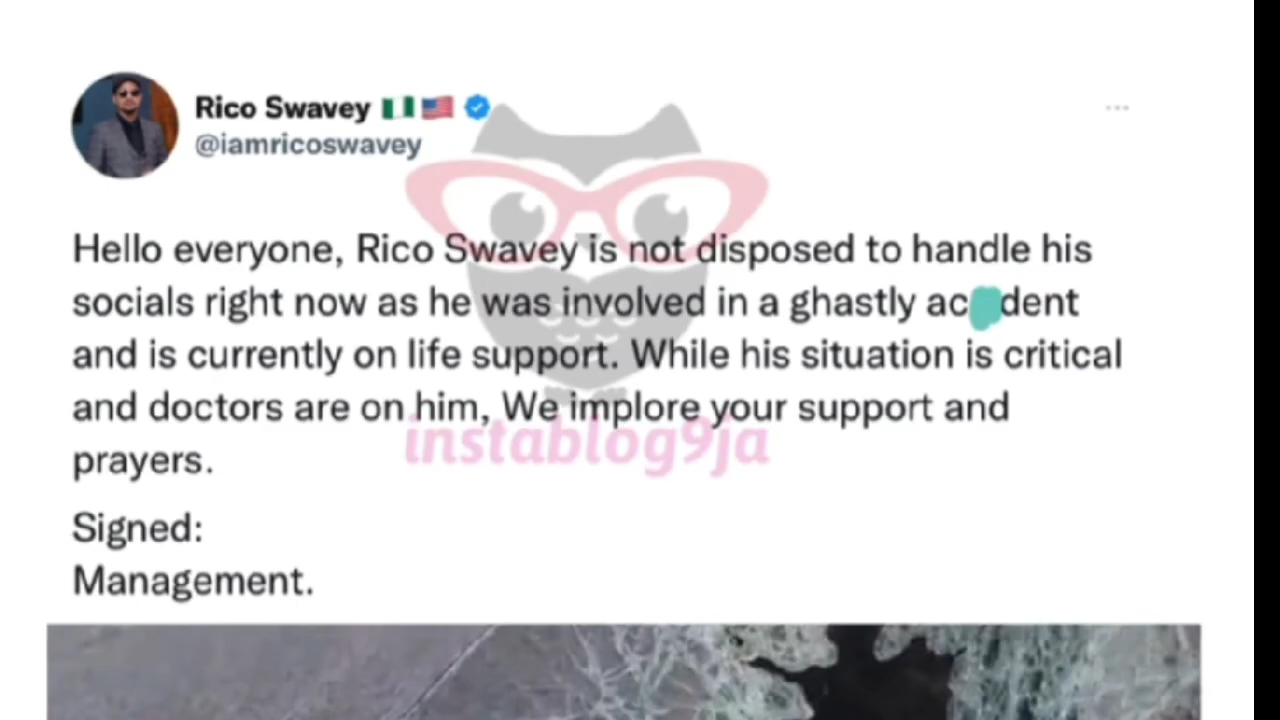 Rico Swavey 🇳🇬🇺🇸
@iamricoswavey
Hello everyone, Rico Swavey is not disposed to handle his
socials right now as he was involved in a ghastly ac dent
and is currently on life support. While his situation is critical
and doctors are on him, We implore your support and
prayers.
Signed:
Management.
instablog9ja